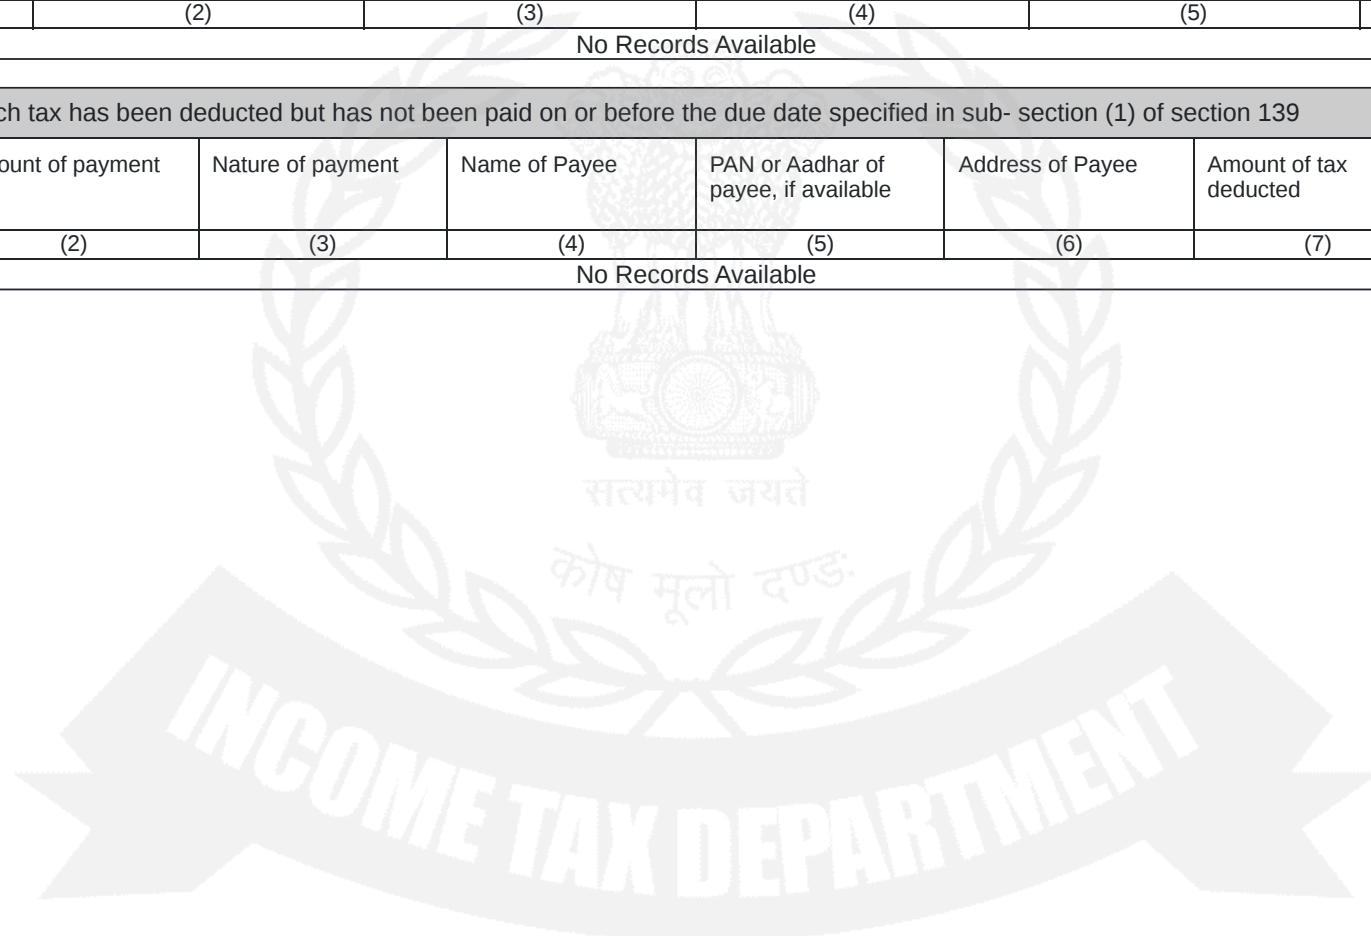 (2) (3) (4) (5)
No Records Available
ch tax has been deducted but has not been paid on or before the due date specified in sub- section (1) of section 139
ount of payment Nature of payment Name of Payee PAN or Aadhar of payee, if available Address of Payee Amount of tax deducted
(2) (3) (4) (5) (6) (7)
No Records Available
सत्यमेव जयते
कोष मूलो दण्डः
INCOME TAX DEPARTMENT